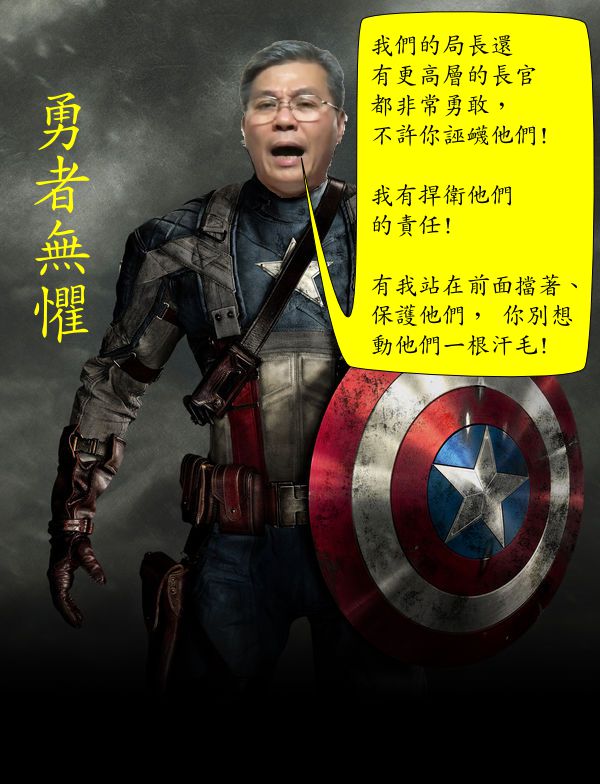 勇者無懼
我們的局長還
有更高層的長官
都非常勇敢，
不許你誣衊他們!
我有捍衛他們
的責任!
有我站在前面擋著、
保護他們， 你別想
動他們一根汗毛!